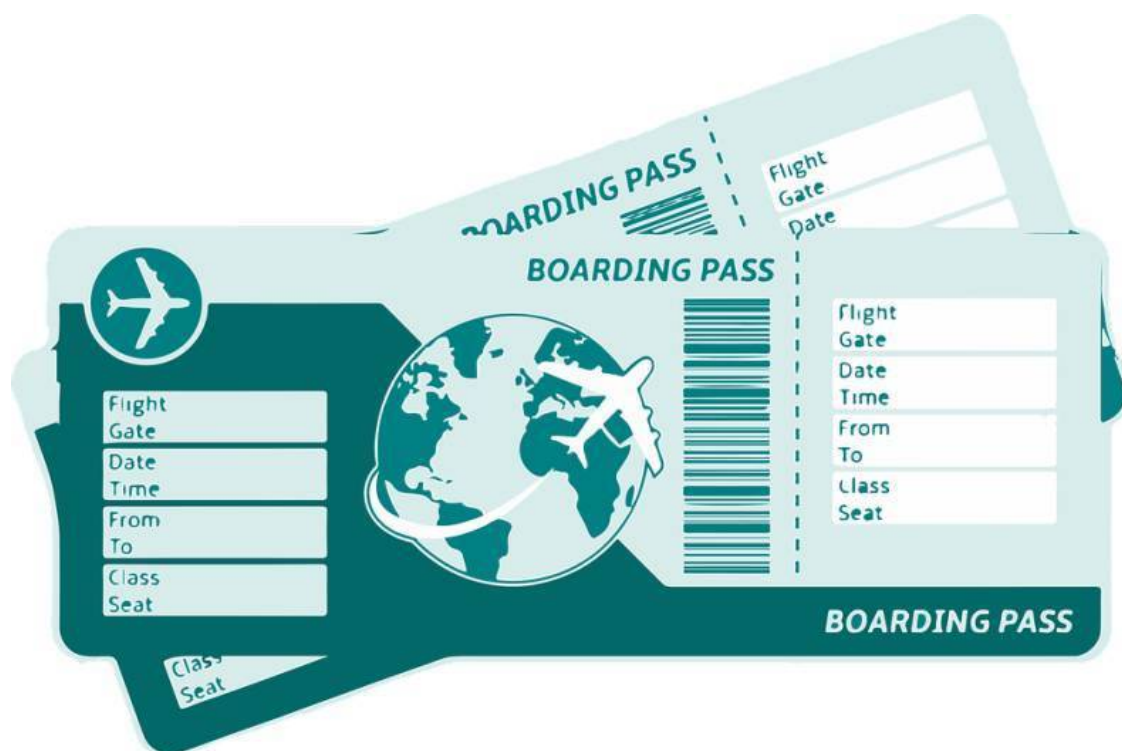 BOARDING PASS
Flight
Gate
Date
BOARDING PASS
Flight
Gate
Date
Time
From
To
Class
Seat
Flight
Gate
Date
Time
From
To
Class
Seat
BOARDING PASS
Class
Seat